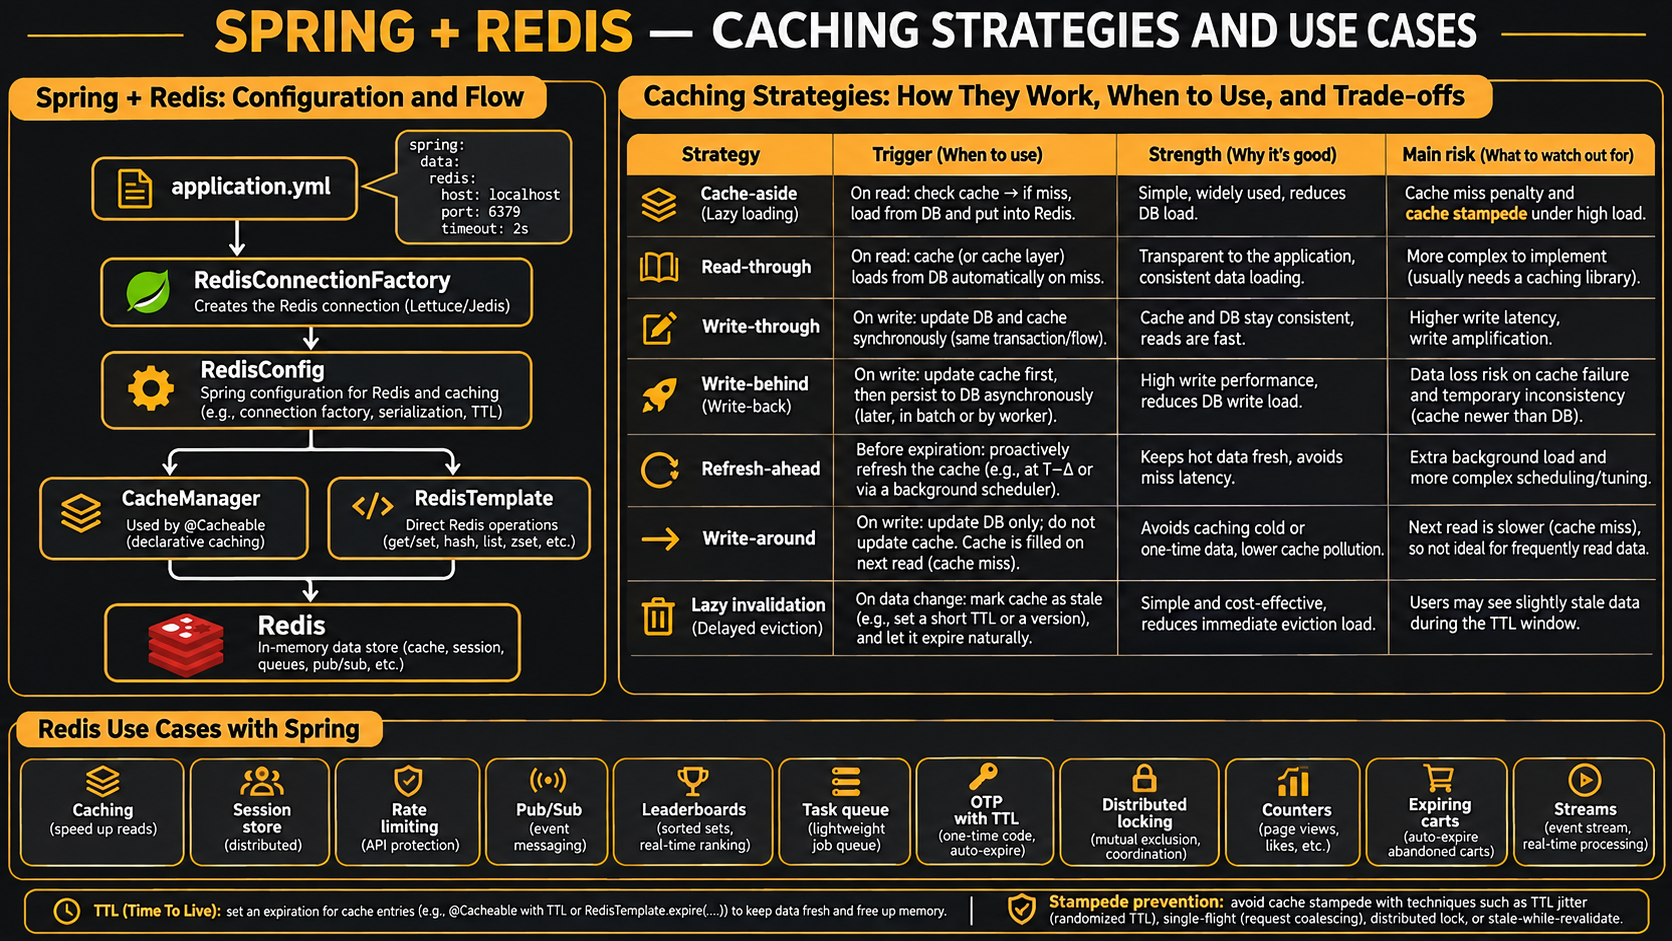 SPRING + REDIS — CACHING STRATEGIES AND USE CASES
Spring + Redis: Configuration and Flow
application.yml
spring:
data:
redis:
host: localhost
port: 6379
timeout: 2s
RedisConnectionFactory
Creates the Redis connection (Lettuce/Jedis)
RedisConfig
Spring configuration for Redis and caching
(e.g., connection factory, serialization, TTL)
CacheManager
Used by @Cacheable
(declarative caching)
RedisTemplate
Direct Redis operations
(get/set, hash, list, zset, etc.)
Redis
In-memory data store (cache, session,
queues, pub/sub, etc.)
Caching Strategies: How They Work, When to Use, and Trade-offs
Strategy
Trigger (When to use)
Strength (Why it's good)
Main risk (What to watch out for)
Cache-aside
(Lazy loading)
On read: check cache → if miss,
load from DB and put into Redis.
Simple, widely used, reduces
DB load.
Cache miss penalty and
cache stampede under high load.
Read-through
On read: cache (or cache layer)
loads from DB automatically on miss.
Transparent to the application,
consistent data loading.
More complex to implement
(usually needs a caching library).
Write-through
On write: update DB and cache
synchronously (same transaction/flow).
Cache and DB stay consistent,
reads are fast.
Higher write latency,
write amplification.
Write-behind
(Write-back)
On write: update cache first,
then persist to DB asynchronously
(later, in batch or by worker).
High write performance,
reduces DB write load.
Data loss risk on cache failure
and temporary inconsistency
(cache newer than DB).
Refresh-ahead
Before expiration: proactively
refresh the cache (e.g., at T−Δ or
via a background scheduler).
Keeps hot data fresh, avoids
miss latency.
Extra background load and
more complex scheduling/tuning.
Write-around
On write: update DB only; do not
update cache. Cache is filled on
next read (cache miss).
Avoids caching cold or
one-time data, lower cache pollution.
Next read is slower (cache miss),
so not ideal for frequently read data.
Lazy invalidation
(Delayed eviction)
On data change: mark cache as stale
(e.g., set a short TTL or a version),
and let it expire naturally.
Simple and cost-effective,
reduces immediate eviction load.
Users may see slightly stale data
during the TTL window.
Redis Use Cases with Spring
Caching
(speed up reads)
Session
store
(distributed)
Rate
limiting
(API protection)
Pub/Sub
(event
messaging)
Leaderboards
(sorted sets,
real-time ranking)
Task queue
(lightweight
job queue)
OTP
with TTL
(one-time code,
auto-expire)
Distributed
locking
(mutual exclusion,
coordination)
Counters
(page views,
likes, etc.)
Expiring
carts
(auto-expire
abandoned carts)
Streams
(event stream,
real-time processing)
TTL (Time To Live): set an expiration for cache entries (e.g., @Cacheable with TTL or RedisTemplate.expire(....)) to keep data fresh and free up memory.
Stampede prevention: avoid cache stampede with techniques such as TTL jitter
(randomized TTL), single-flight (request coalescing), distributed lock, or stale-while-revalidate.